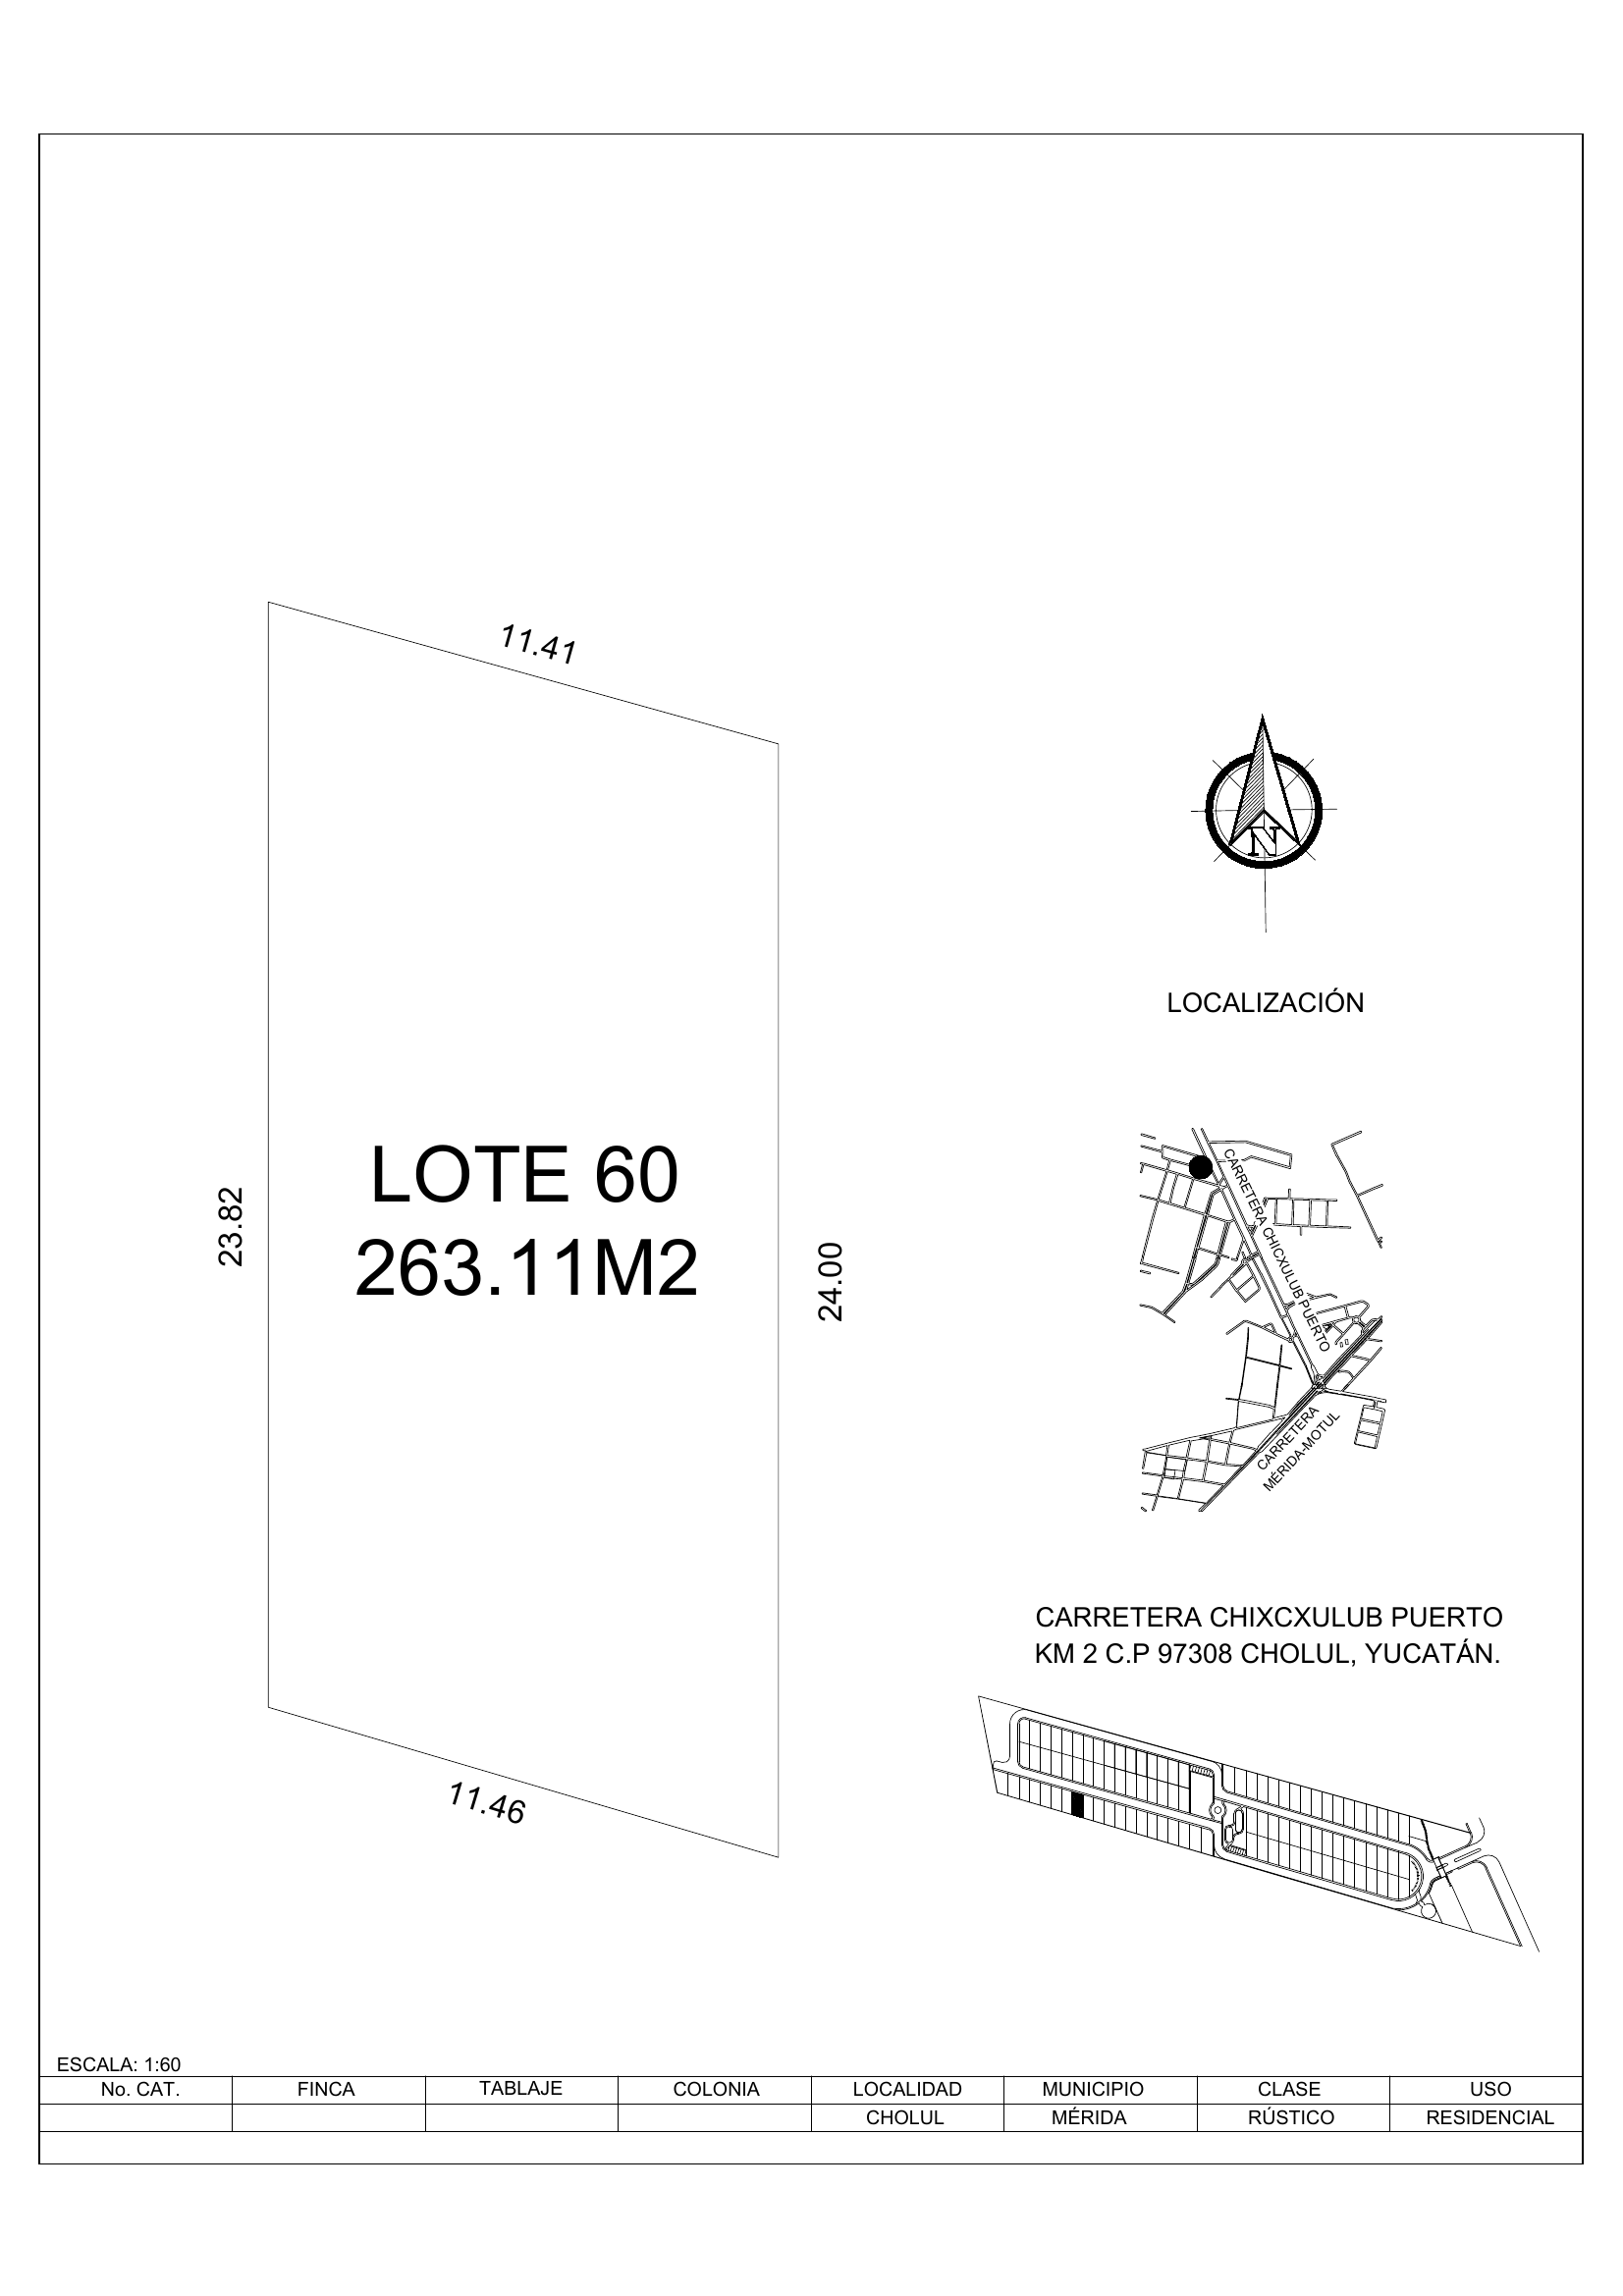 11.41
N
LOCALIZACIÓN
LOTE 60
263.11M2
23.82
24.00
CARRETERA CHICXULUB PUERTO
CARRETERA
MÉRIDA-MOTUL
CARRETERA CHIXCXULUB PUERTO
KM 2 C.P 97308 CHOLUL, YUCATÁN.
11.46
ESCALA: 1:60
No. CAT. FINCA TABLAJE COLONIA LOCALIDAD MUNICIPIO CLASE USO
CHOLUL MÉRIDA RÚSTICO RESIDENCIAL